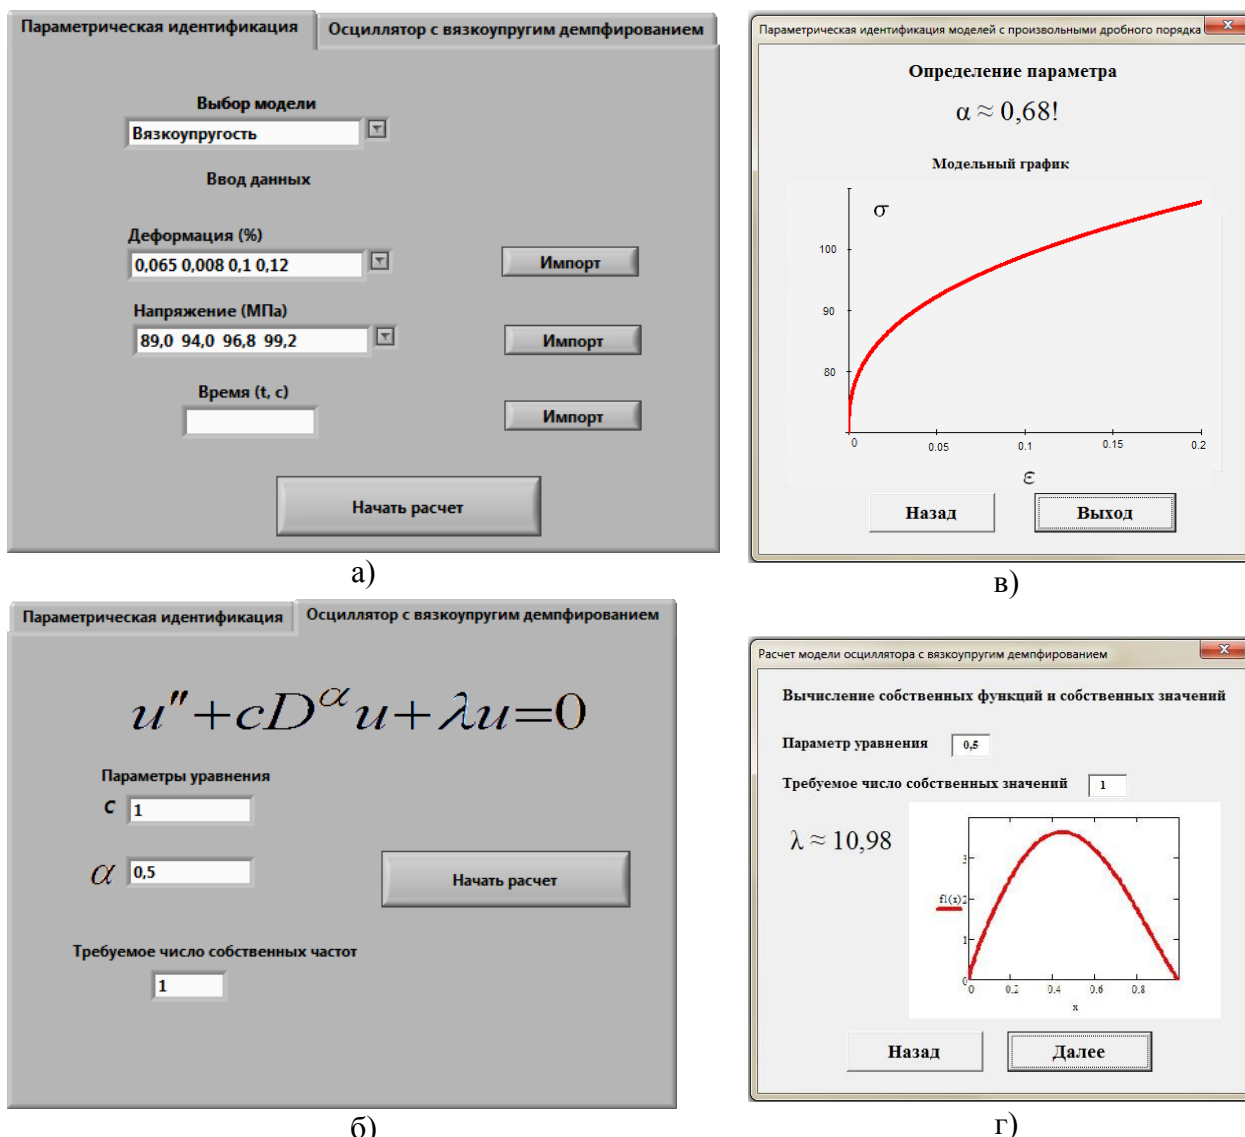 Параметрическая идентификация
Осциллятор с вязкоупругим демпфированием
Выбор модели
Вязкоупругость
Ввод данных
Деформация (%)
0,065 0,008 0,1 0,12
Импорт
Напряжение (МПа)
89,0 94,0 96,8 99,2
Импорт
Время (t, с)
Импорт
Начать расчет
а)
Параметрическая идентификация моделей с произвольными дробного порядка
Определение параметра
α ≈ 0,68!
Модельный график
σ
100
90
80
0 0.05 0.1 0.15 0.2
ε
Назад
Выход
в)
Параметрическая идентификация
Осциллятор с вязкоупругим демпфированием
u″+cD^α u+λu=0
Параметры уравнения
c 1
α 0,5
Начать расчет
Требуемое число собственных частот
1
б)
Расчет модели осциллятора с вязкоупругим демпфированием
Вычисление собственных функций и собственных значений
Параметр уравнения 0,5
Требуемое число собственных значений 1
λ ≈ 10,98
3
f1(x) 2
1
0
0 0.2 0.4 0.6 0.8
x
Назад
Далее
г)